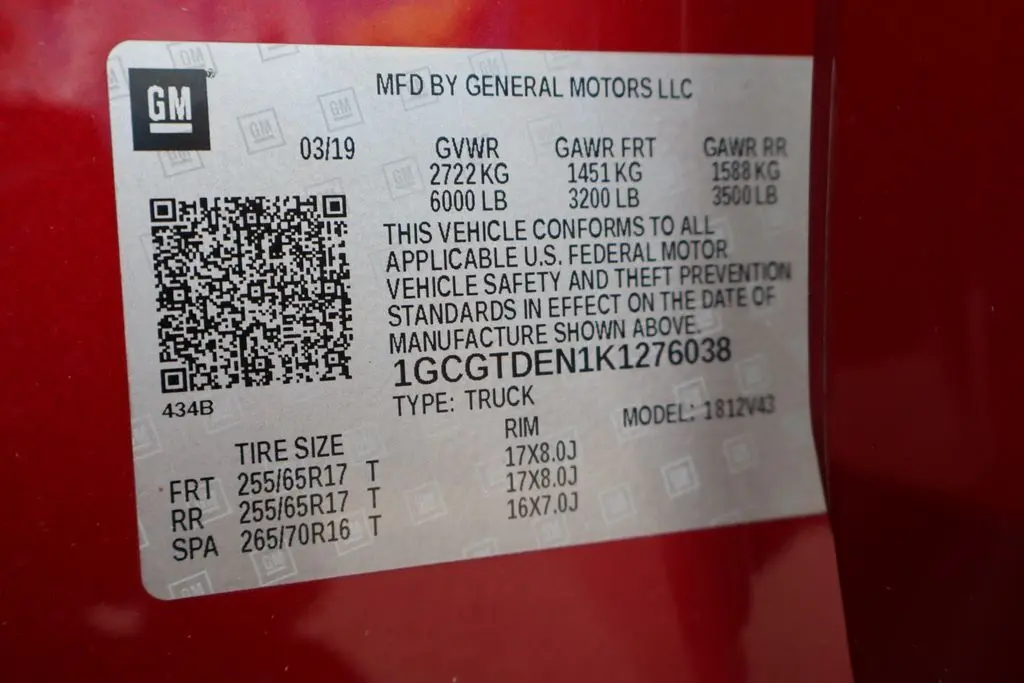 GM
MFD BY GENERAL MOTORS LLC
03/19 GVWR GAWR FRT GAWR RR
2722 KG 1451 KG 1588 KG
6000 LB 3200 LB 3500 LB
THIS VEHICLE CONFORMS TO ALL
APPLICABLE U.S. FEDERAL MOTOR
VEHICLE SAFETY AND THEFT PREVENTION
STANDARDS IN EFFECT ON THE DATE OF
MANUFACTURE SHOWN ABOVE.
1GCGTDEN1K1276038
434B
TYPE: TRUCK MODEL: 1812V43
TIRE SIZE RIM
FRT 255/65R17 T 17X8.0J
RR 255/65R17 T 17X8.0J
SPA 265/70R16 T 16X7.0J